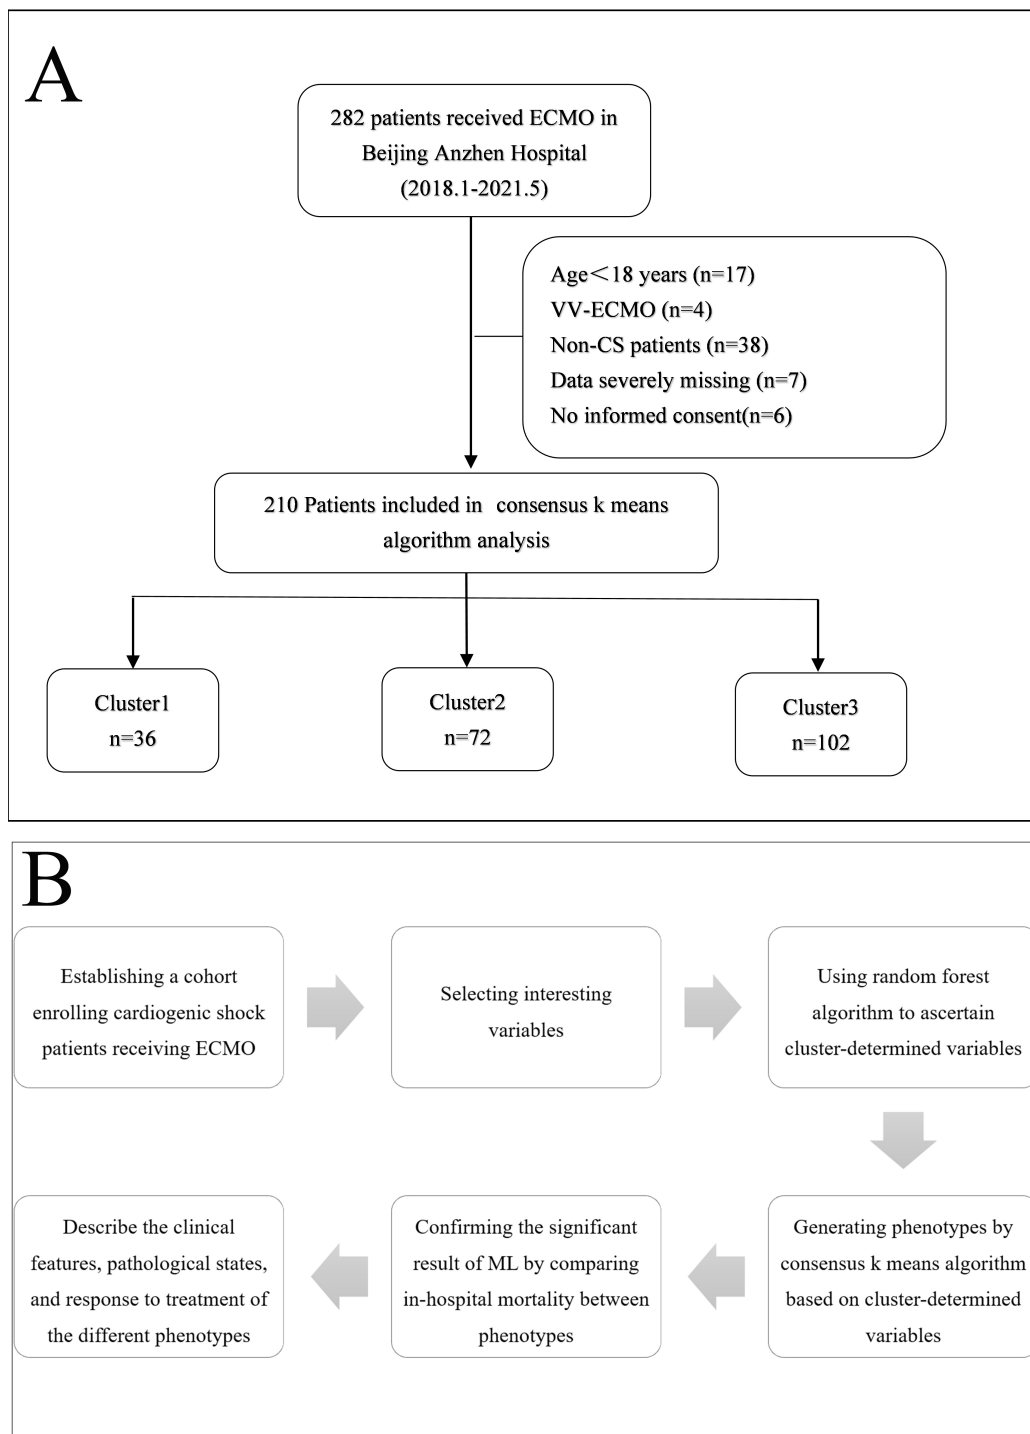 A
282 patients received ECMO in
Beijing Anzhen Hospital
(2018.1-2021.5)
Age＜18 years (n=17)
VV-ECMO (n=4)
Non-CS patients (n=38)
Data severely missing (n=7)
No informed consent(n=6)
210 Patients included in consensus k means
algorithm analysis
Cluster1
n=36
Cluster2
n=72
Cluster3
n=102
B
Establishing a cohort
enrolling cardiogenic shock
patients receiving ECMO
Selecting interesting
variables
Using random forest
algorithm to ascertain
cluster-determined variables
Generating phenotypes by
consensus k means algorithm
based on cluster-determined
variables
Confirming the significant
result of ML by comparing
in-hospital mortality between
phenotypes
Describe the clinical
features, pathological states,
and response to treatment of
the different phenotypes